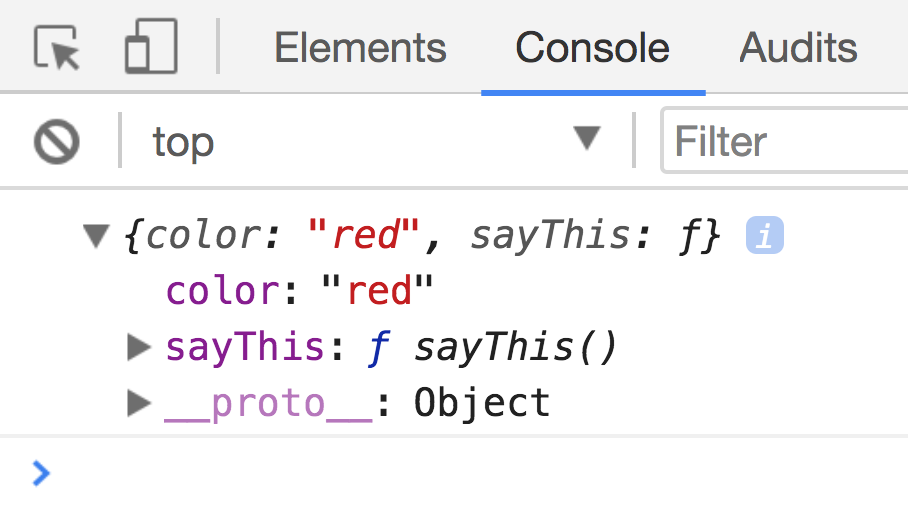 Elements Console Audits
top ▼ Filter
▼ {color: "red", sayThis: ƒ} i
color: "red"
▶ sayThis: ƒ sayThis()
▶ __proto__: Object
>